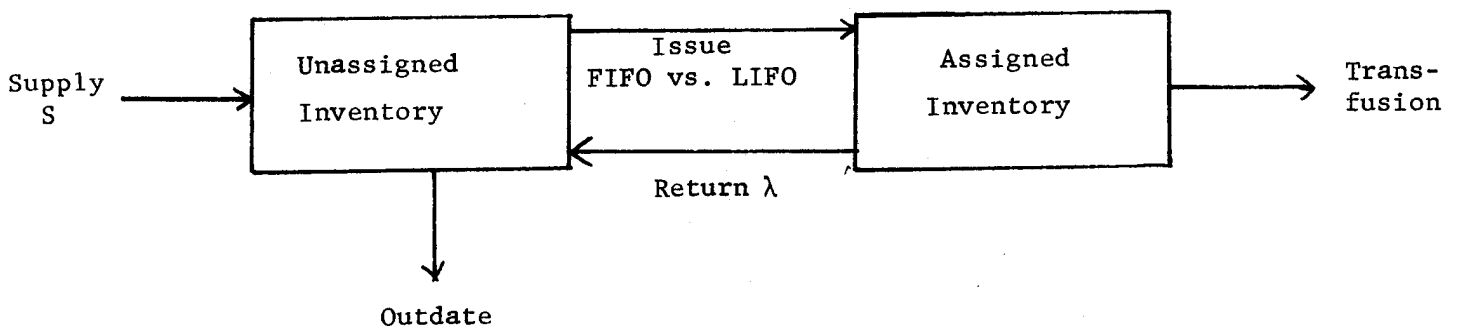 Supply
S
Unassigned
Inventory
Issue
FIFO vs. LIFO
Return λ
Assigned
Inventory
Trans-
fusion
Outdate